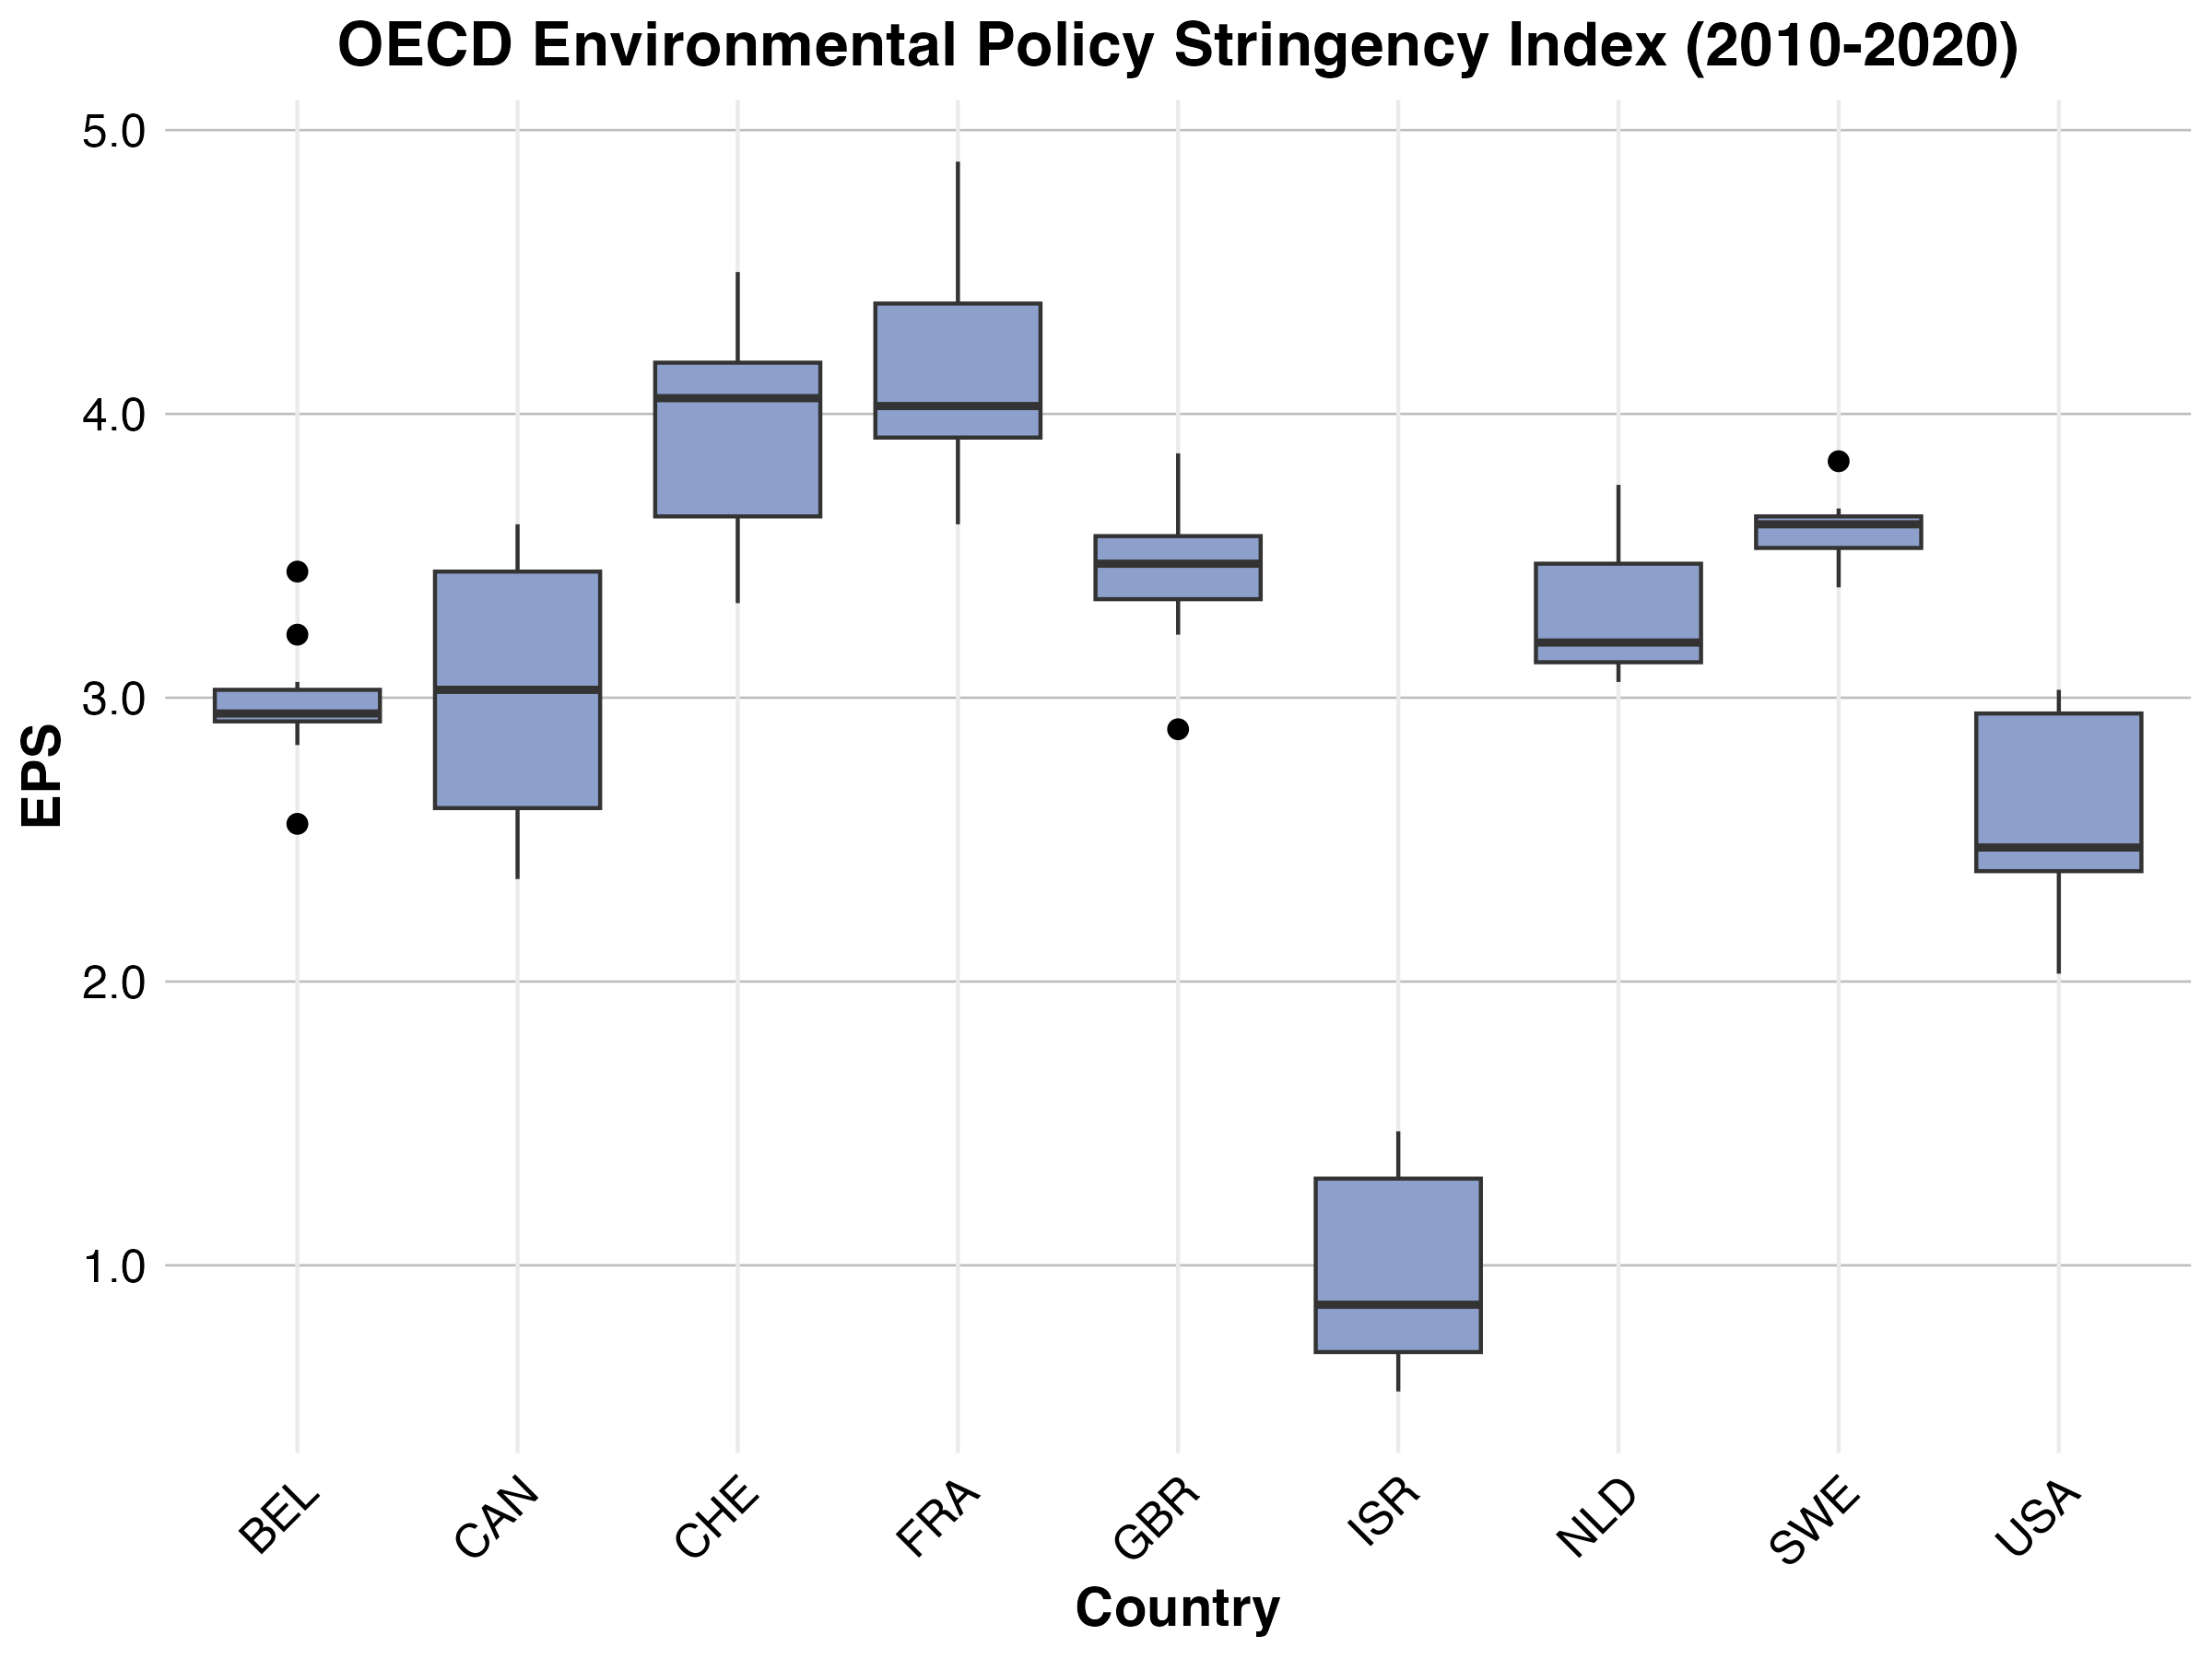 OECD Environmental Policy Stringency Index (2010-2020)
5.0
4.0
3.0
2.0
1.0
EPS
BEL
CAN
CHE
FRA
GBR
ISR
NLD
SWE
USA
Country